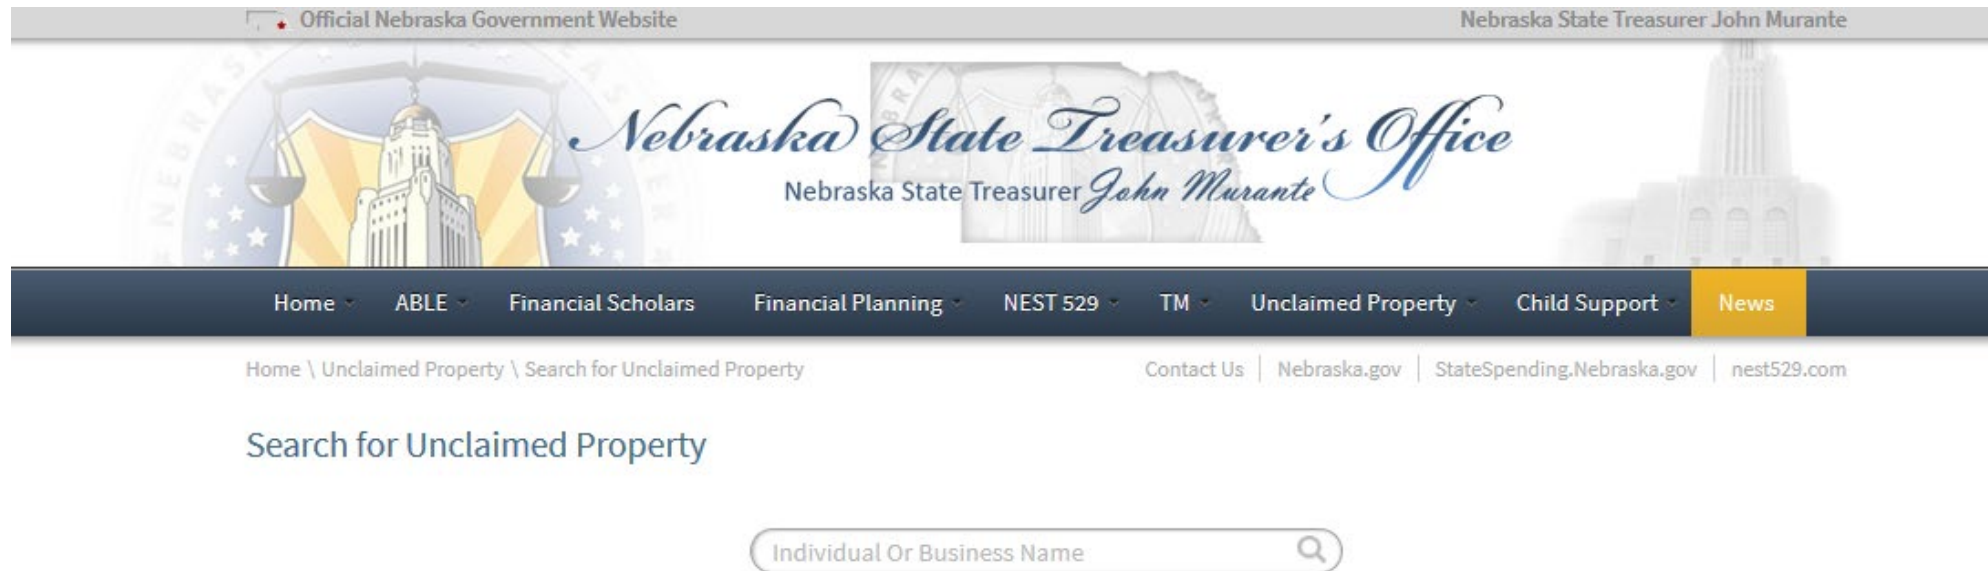 Official Nebraska Government Website
Nebraska State Treasurer John Murante
NEBRASKA
Nebraska State Treasurer's Office
Nebraska State Treasurer John Murante
Home ABLE Financial Scholars Financial Planning NEST 529 TM Unclaimed Property Child Support News
Home \ Unclaimed Property \ Search for Unclaimed Property
Contact Us | Nebraska.gov | StateSpending.Nebraska.gov | nest529.com
Search for Unclaimed Property
Individual Or Business Name